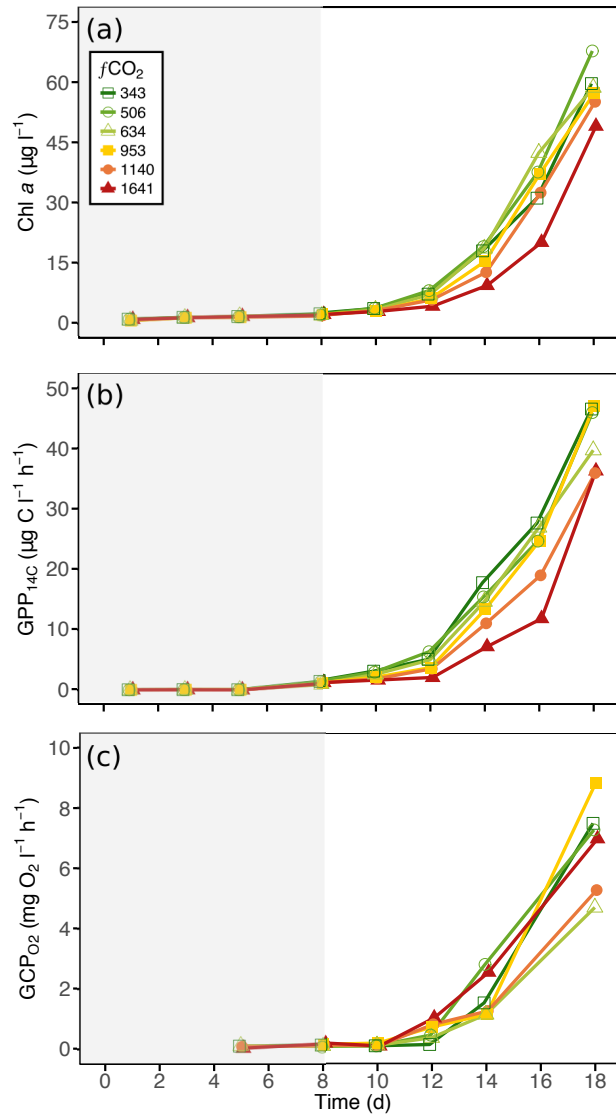 (a)
75
60
45
30
15
0
Chl a (µg l⁻¹)
fCO₂
343
506
634
953
1140
1641
(b)
50
40
30
20
10
0
GPP₁₄C (µg C l⁻¹ h⁻¹)
(c)
10
8
6
4
2
0
GCP_O2 (mg O₂ l⁻¹ h⁻¹)
0 2 4 6 8 10 12 14 16 18
Time (d)